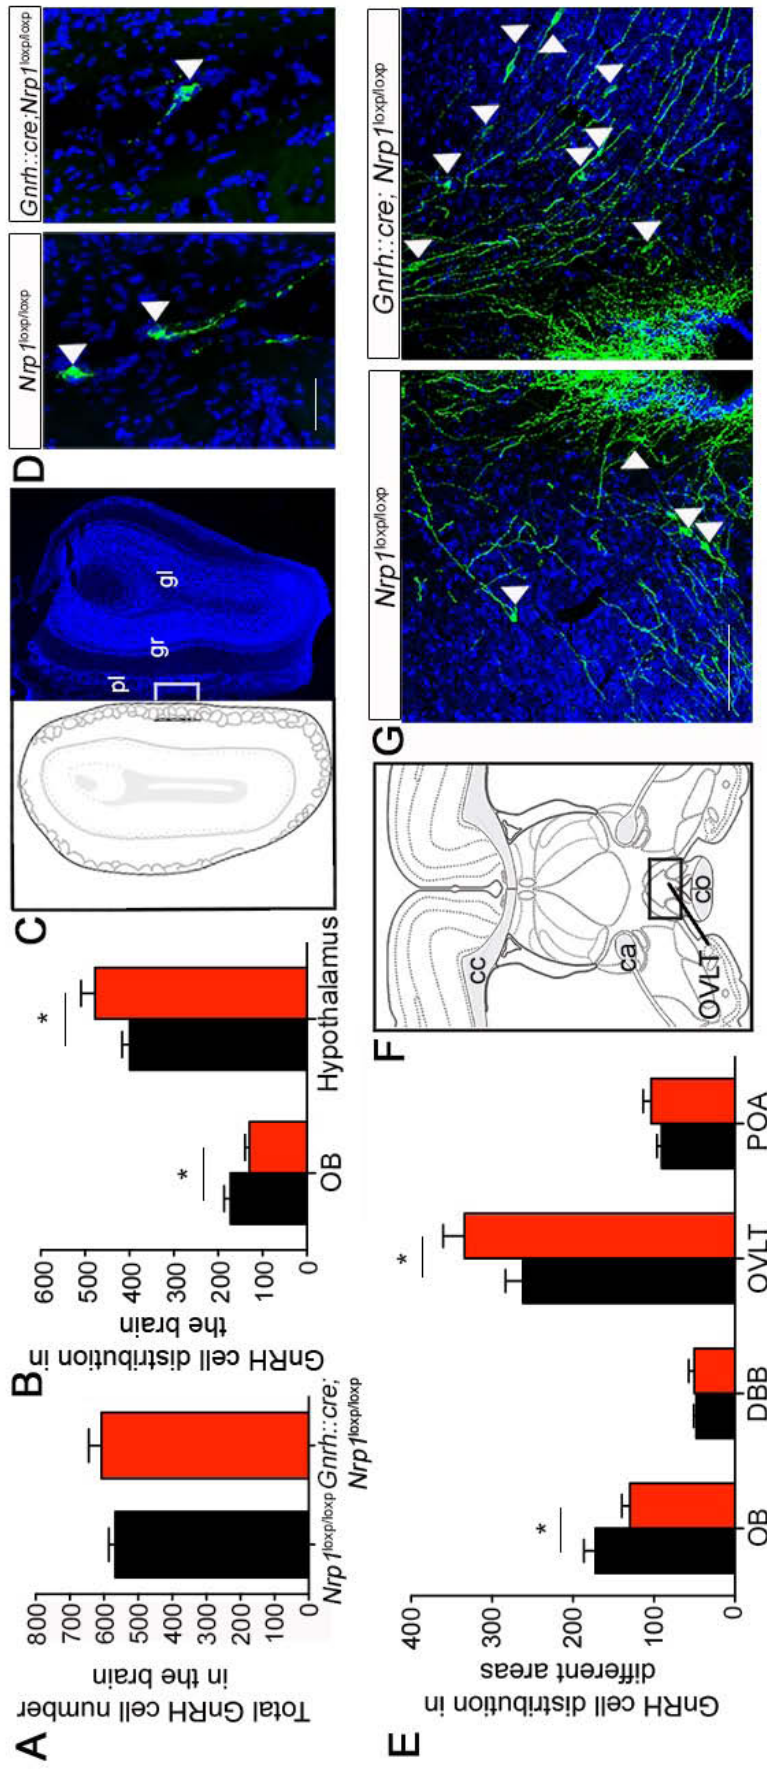 A
Total GnRH cell number
in the brain
800
700
600
500
400
300
200
100
0
Nrp1loxp/loxp
Gnrh::cre;
Nrp1loxp/loxp
B
GnRH cell distribution in
the brain
600
500
400
300
200
100
0
*
*
OB
Hypothalamus
C
pl
gr
gl
D
Nrp1loxp/loxp
Gnrh::cre;Nrp1loxp/loxp
E
GnRH cell distribution in
different areas
400
300
200
100
0
*
*
OB
DBB
OVLT
POA
F
cc
ca
OVLT
co
G
Nrp1loxp/loxp
Gnrh::cre; Nrp1loxp/loxp